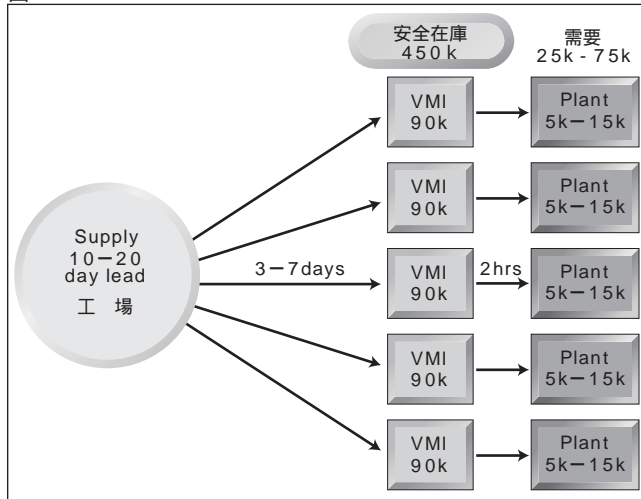 安全在庫
450k
需要
25k - 75k
VMI
90k
Plant
5k－15k
VMI
90k
Plant
5k－15k
Supply
10－20
day lead
工 場
3－7days
VMI
90k
2hrs
Plant
5k－15k
VMI
90k
Plant
5k－15k
VMI
90k
Plant
5k－15k